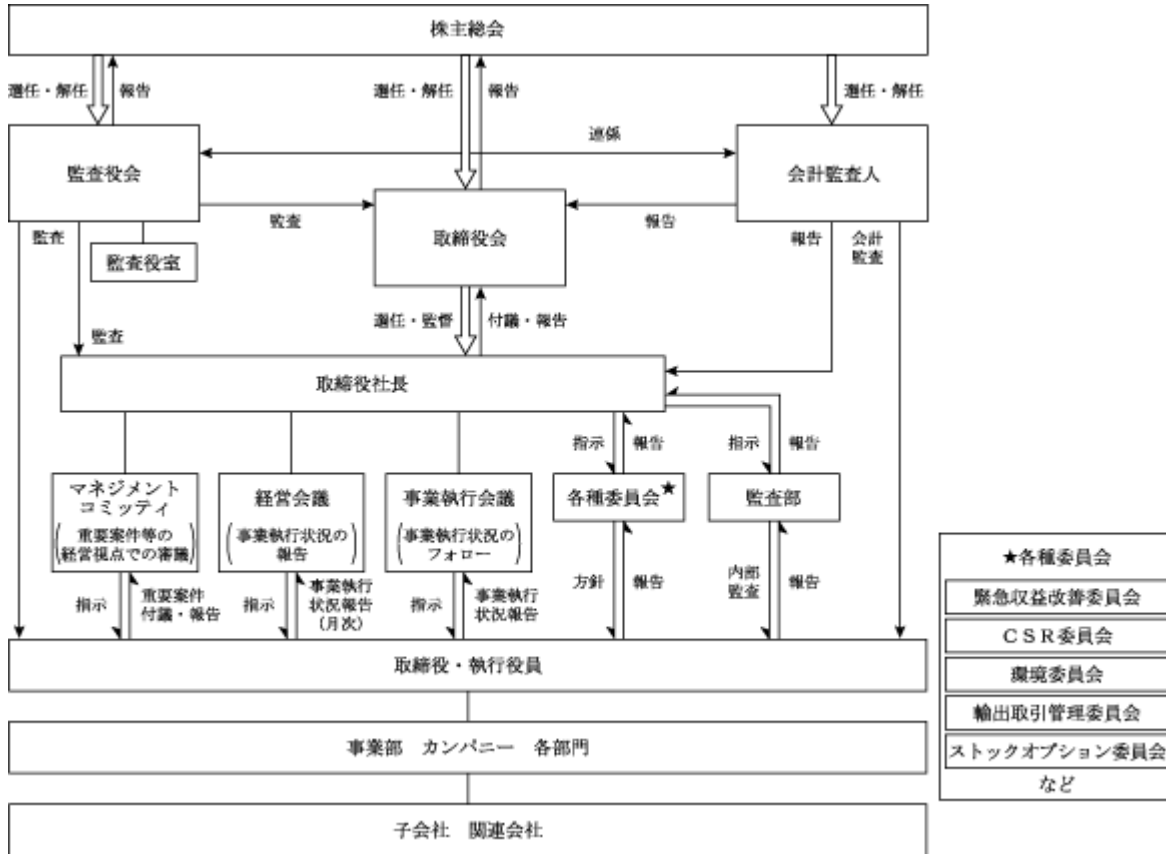 株主総会
選任・解任
報告
選任・解任
報告
選任・解任
連係
監査役会
会計監査人
監査
報告
取締役会
監査
監査役室
報告
会計
監査
選任・監督
付議・報告
監査
取締役社長
指示
報告
指示
報告
マネジメント
コミッティ
(重要案件等の
経営視点での審議)
経営会議
(事業執行状況の
報告)
事業執行会議
(事業執行状況の
フォロー)
各種委員会★
監査部
指示
重要案件
付議・報告
指示
事業執行
状況報告
(月次)
指示
事業執行
状況報告
方針
報告
内部
監査
報告
取締役・執行役員
事業部 カンパニー 各部門
子会社 関連会社
★各種委員会
緊急収益改善委員会
CSR委員会
環境委員会
輸出取引管理委員会
ストックオプション委員会
など